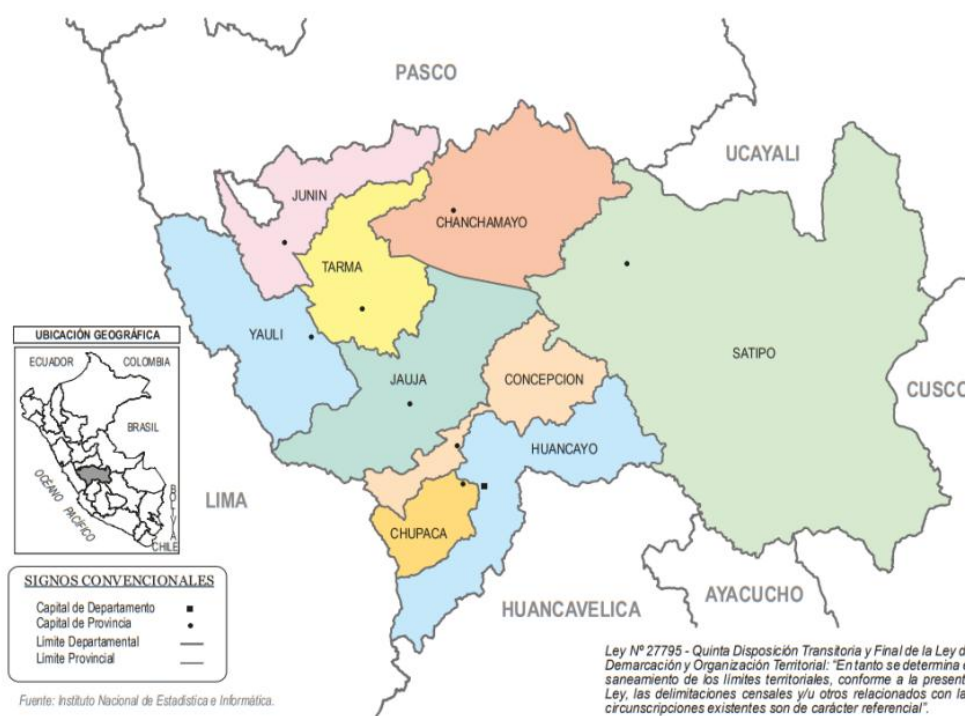 PASCO
UCAYALI
JUNIN
CHANCHAMAYO
TARMA
YAULI
SATIPO
JAUJA
CONCEPCION
CUSCO
HUANCAYO
LIMA
CHUPACA
HUANCAVELICA
AYACUCHO
UBICACIÓN GEOGRÁFICA
ECUADOR
COLOMBIA
BRASIL
OCÉANO PACÍFICO
BOLIVIA
CHILE
SIGNOS CONVENCIONALES
Capital de Departamento
Capital de Provincia
Límite Departamental
Límite Provincial
Fuente: Instituto Nacional de Estadística e Informática.
Ley Nº 27795 - Quinta Disposición Transitoria y Final de la Ley d
Demarcación y Organización Territorial: "En tanto se determina e
saneamiento de los límites territoriales, conforme a la present
Ley, las delimitaciones censales y/u otros relacionados con la
circunscripciones existentes son de carácter referencial".